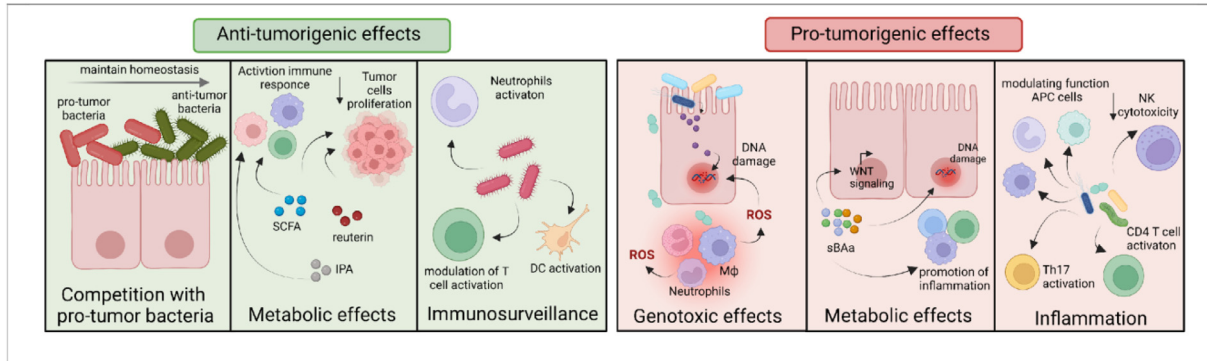 Anti-tumorigenic effects
maintain homeostasis
pro-tumor
bacteria
anti-tumor
bacteria
Competition with
pro-tumor bacteria
Activtion immune
responce
Tumor
cells
proliferation
SCFA
reuterin
IPA
Metabolic effects
Neutrophils
activaton
modulation of T
cell activation
DC activation
Immunosurveillance
Pro-tumorigenic effects
DNA
damage
ROS
ROS
Mϕ
Neutrophils
Genotoxic effects
WNT
signaling
DNA
damage
sBAa
promotion of
inflammation
Metabolic effects
modulating function
APC cells
NK
cytotoxicity
CD4 T cell
activaton
Th17
activation
Inflammation